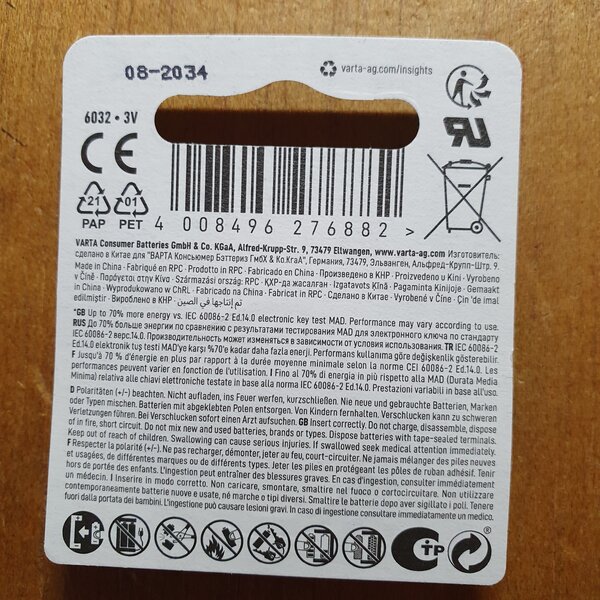 08-2034
varta-ag.com/insights
6032 • 3V
CE
21 01
PAP PET
4 008496 276882 >
VARTA Consumer Batteries GmbH & Co. KGaA, Alfred-Krupp-Str. 9, 73479 Ellwangen, www.varta-ag.com Изготовитель:
сделано в Китае для "ВАРТА Консьюмер Бэттериз ГмбХ & Ко.КгаА", Германия, 73479, Эльванген, Альфред-Крупп-Штр. 9.
Made in China · Fabriqué en RPC · Prodotto in RPC · Fabricado en China · Произведено в КНР · Proizvedeno u Kini · Vyrobeno
v Číně · Ποράγεται στην Κίνα · Származási ország: RPC · ҚХР-да жасалған · Izgatavots Ķīnā · Pagaminta Kinijoje · Gemaakt
in China · Wyprodukowano w ChRL · Fabricado na China · Fabricat in RPC · Сделано в Китае · Vyrobené v Číne · Çin 'de imal
edilmiştir · Вироблено в КНР · تم إنتاجها في الصين
*GB Up to 70% more energy vs. IEC 60086-2 Ed.14.0 electronic key test MAD. Performance may vary according to use.
RUS До 70% больше энергии по сравнению с результатами тестирования MAD для электронного ключа по стандарту
IEC 60086-2 верс.14.0. Производительность может изменяться в зависимости от условия использования. TR IEC 60086-2
Ed.14.0 elektronik tuş testi MAD'ye karşı %70'e kadar daha fazla enerji. Performans kullanıma göre değişkenlik gösterebilir.
F Jusqu'à 70 % d'énergie en plus par rapport à la durée moyenne minimale selon la norme CEI 60086-2 Ed.14.0. Les
performances peuvent varier en fonction de l'utilisation. I Fino al 70% di energia in più rispetto alla MAD (Durata Media
Minima) relative alle chiavi elettroniche testate in base alla norma IEC 60086-2 Ed.14.0. Prestazioni variabili in base all'uso.
D Polaritäten (+/-) beachten. Nicht aufladen, ins Feuer werfen, kurzschließen. Nie neue und gebrauchte Batterien, Marken
oder Typen mischen. Batterien mit abgeklebten Polen entsorgen. Von Kindern fernhalten. Verschlucken kann zu schweren
Verletzungen führen. Bei Verschlucken sofort einen Arzt aufsuchen. GB Insert correctly. Do not charge, disassemble, dispose
of in fire, short circuit. Do not mix new and used batteries, brands or types. Dispose batteries with tape-sealed terminals.
Keep out of reach of children. Swallowing can cause serious injuries. If swallowed seek medical attention immediately.
F Respecter la polarité (+/-). Ne pas recharger, démonter, jeter au feu, court-circuiter. Ne jamais mélanger des piles neuves
et usagées, de différentes marques ou de différents types. Jeter les piles en protégeant les pôles de ruban adhésif. Tenir
hors de portée des enfants. L'ingestion peut entraîner des blessures graves. En cas d'ingestion, consulter immédiatement
un médecin. I Inserire in modo corretto. Non caricare, smontare, smaltire nel fuoco o cortocircuitare. Non utilizzare
contemporaneamente batterie nuove e usate, né marche o tipi diversi. Smaltire le batterie dopo aver sigillato i poli. Tenere
fuori dalla portata dei bambini. L'ingestione può causare lesioni gravi. In caso di ingestione consultare immediatamente un medico.